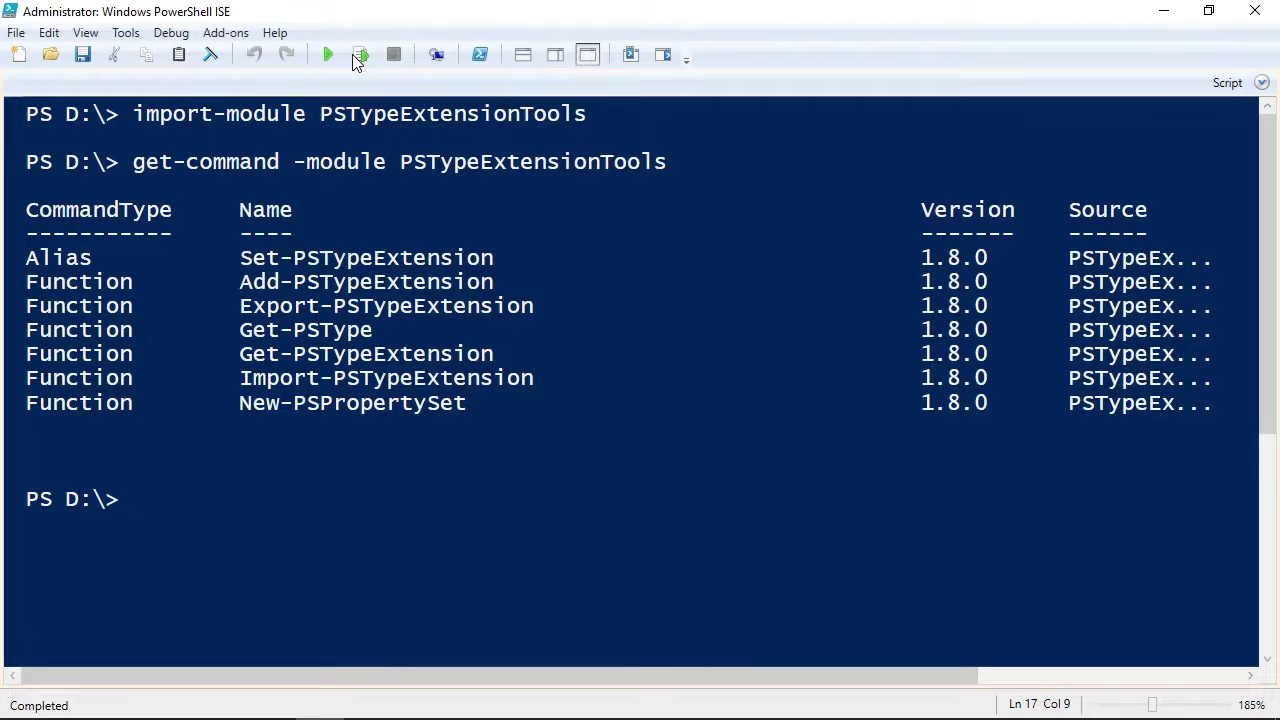 Administrator: Windows PowerShell ISE
File Edit View Tools Debug Add-ons Help
Script
PS D:\> import-module PSTypeExtensionTools
PS D:\> get-command -module PSTypeExtensionTools
CommandType Name Version Source
----------- ---- ------- ------
Alias Set-PSTypeExtension 1.8.0 PSTypeEx...
Function Add-PSTypeExtension 1.8.0 PSTypeEx...
Function Export-PSTypeExtension 1.8.0 PSTypeEx...
Function Get-PSType 1.8.0 PSTypeEx...
Function Get-PSTypeExtension 1.8.0 PSTypeEx...
Function Import-PSTypeExtension 1.8.0 PSTypeEx...
Function New-PSPropertySet 1.8.0 PSTypeEx...
PS D:\>
Completed Ln 17 Col 9 185%